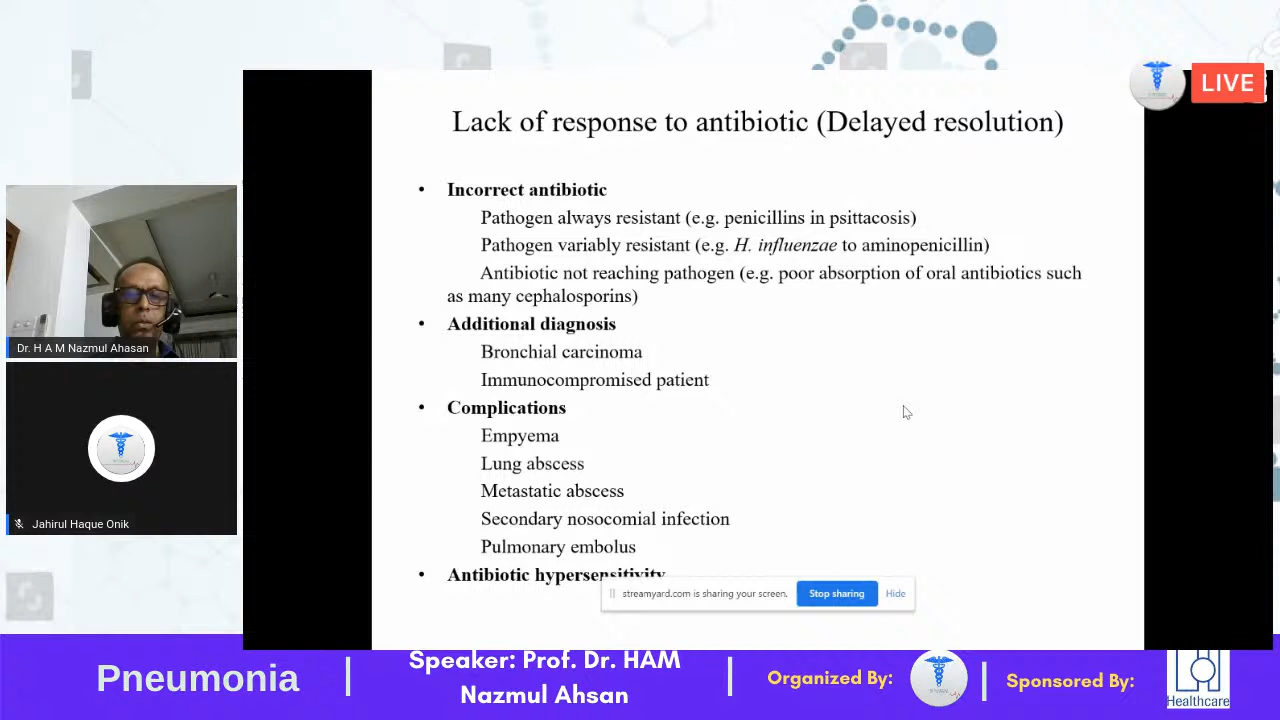 LIVE
Lack of response to antibiotic (Delayed resolution)
• Incorrect antibiotic
Pathogen always resistant (e.g. penicillins in psittacosis)
Pathogen variably resistant (e.g. H. influenzae to aminopenicillin)
Antibiotic not reaching pathogen (e.g. poor absorption of oral antibiotics such
as many cephalosporins)
• Additional diagnosis
Bronchial carcinoma
Immunocompromised patient
• Complications
Empyema
Lung abscess
Metastatic abscess
Secondary nosocomial infection
Pulmonary embolus
• Antibiotic hypersensitivity
streamyard.com is sharing your screen. Stop sharing Hide
Dr. H A M Nazmul Ahasan
Jahirul Haque Onik
Pneumonia
Speaker: Prof. Dr. HAM
Nazmul Ahsan
Organized By:
Sponsored By:
Healthcare